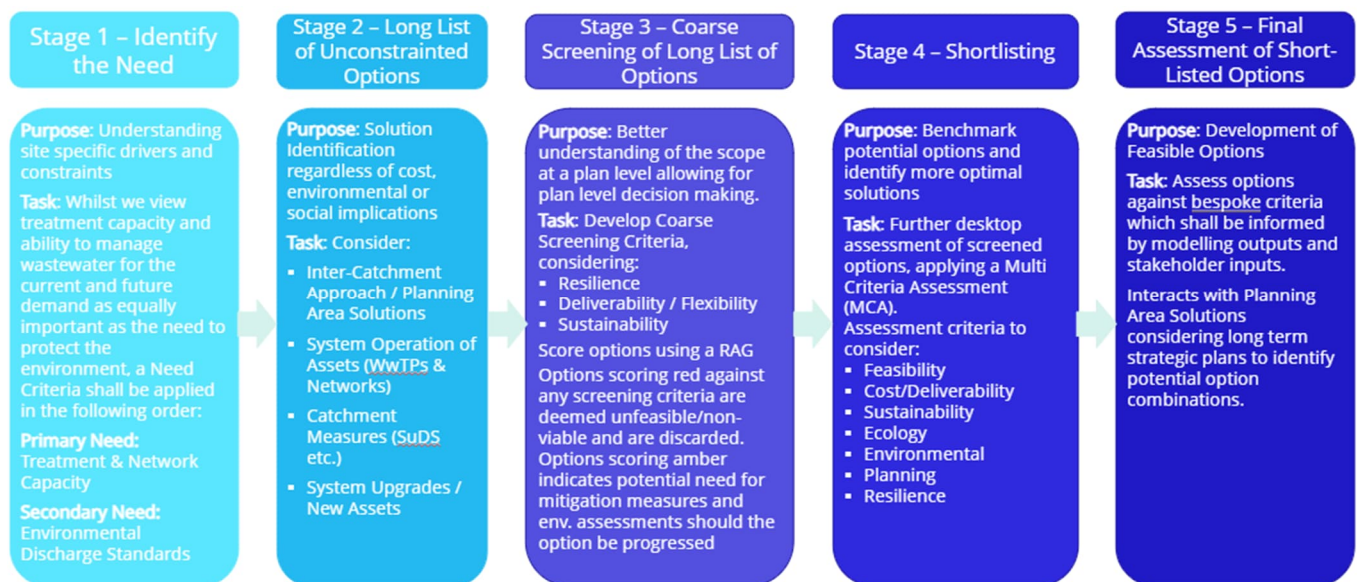 Stage 1 – Identify
the Need
Purpose: Understanding
site specific drivers and
constraints
Task: Whilst we view
treatment capacity and
ability to manage
wastewater for the
current and future
demand as equally
important as the need to
protect the
environment, a Need
Criteria shall be applied
in the following order:
Primary Need:
Treatment & Network
Capacity
Secondary Need:
Environmental
Discharge Standards
Stage 2 – Long List
of Unconstrainted
Options
Purpose: Solution
Identification
regardless of cost,
environmental or
social implications
Task: Consider:
▪ Inter-Catchment
Approach / Planning
Area Solutions
▪ System Operation of
Assets (WwTPs &
Networks)
▪ Catchment
Measures (SuDS
etc.)
▪ System Upgrades /
New Assets
Stage 3 – Coarse
Screening of Long List of
Options
Purpose: Better
understanding of the scope
at a plan level allowing for
plan level decision making.
Task: Develop Coarse
Screening Criteria,
considering:
▪ Resilience
▪ Deliverability / Flexibility
▪ Sustainability
Score options using a RAG
Options scoring red against
any screening criteria are
deemed unfeasible/non-
viable and are discarded.
Options scoring amber
indicates potential need for
mitigation measures and
env. assessments should the
option be progressed
Stage 4 – Shortlisting
Purpose: Benchmark
potential options and
identify more optimal
solutions
Task: Further desktop
assessment of screened
options, applying a Multi
Criteria Assessment
(MCA).
Assessment criteria to
consider:
▪ Feasibility
▪ Cost/Deliverability
▪ Sustainability
▪ Ecology
▪ Environmental
▪ Planning
▪ Resilience
Stage 5 – Final
Assessment of Short-
Listed Options
Purpose: Development of
Feasible Options
Task: Assess options
against bespoke criteria
which shall be informed
by modelling outputs and
stakeholder inputs.
Interacts with Planning
Area Solutions
considering long term
strategic plans to identify
potential option
combinations.